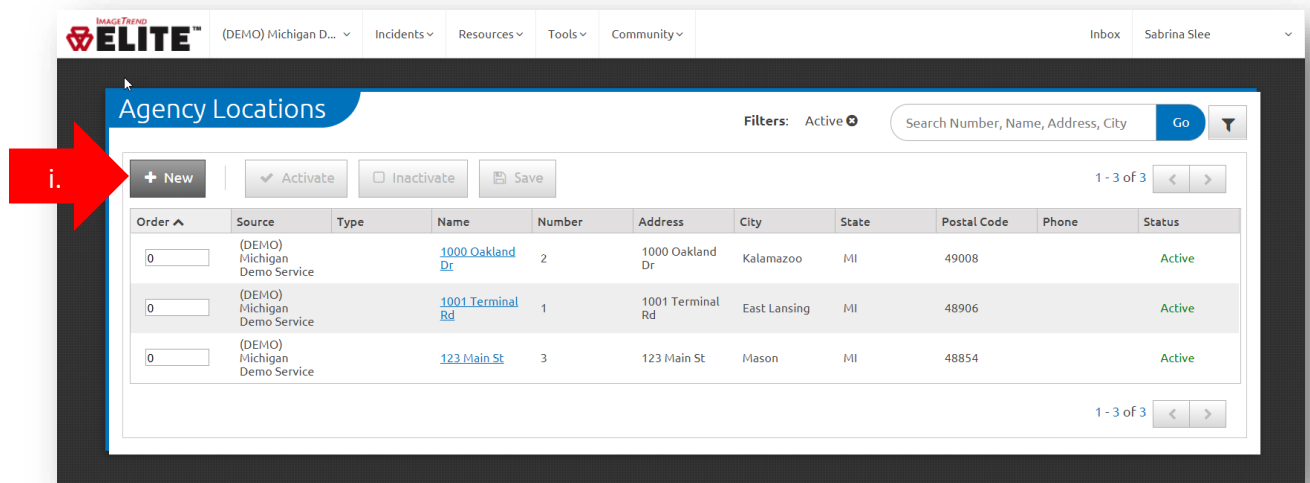 IMAGETREND
ELITE™
(DEMO) Michigan D... Incidents Resources Tools Community Inbox Sabrina Slee
Agency Locations
Filters: Active Search Number, Name, Address, City Go
i.
+ New Activate Inactivate Save 1 - 3 of 3 < >
Order Source Type Name Number Address City State Postal Code Phone Status
0 (DEMO) Michigan Demo Service 1000 Oakland Dr 2 1000 Oakland Dr Kalamazoo MI 49008 Active
0 (DEMO) Michigan Demo Service 1001 Terminal Rd 1 1001 Terminal Rd East Lansing MI 48906 Active
0 (DEMO) Michigan Demo Service 123 Main St 3 123 Main St Mason MI 48854 Active
1 - 3 of 3 < >